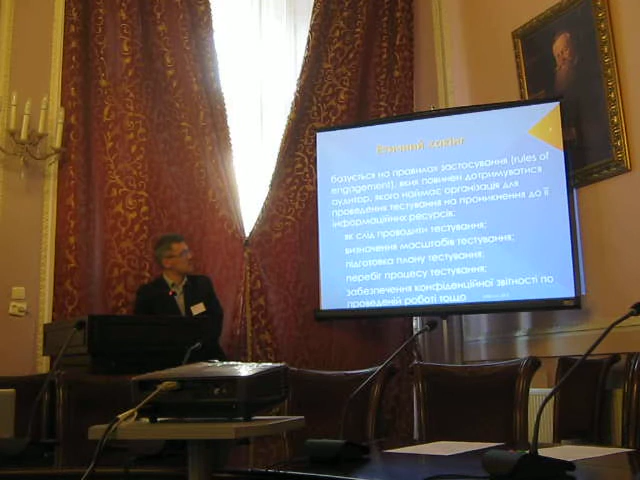 Етичний хакінг
базується на правилах застосування (rules of
engagement), яких повинен дотримуватися
аудитор, якого наймає організація для
проведення тестування на проникнення до її
інформаційних ресурсів:
як слід проводити тестування;
визначення масштабів тестування;
підготовка плану тестування;
перебіг процесу тестування;
забезпечення конфіденційної звітності по
проведеній роботі тощо